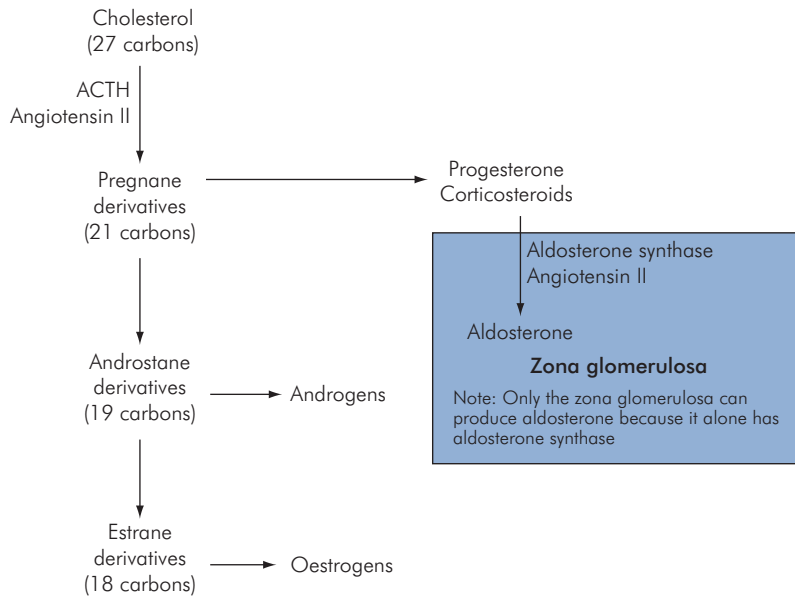 Cholesterol
(27 carbons)
ACTH
Angiotensin II
Pregnane
derivatives
(21 carbons)
Progesterone
Corticosteroids
Aldosterone synthase
Angiotensin II
Aldosterone
Zona glomerulosa
Note: Only the zona glomerulosa can
produce aldosterone because it alone has
aldosterone synthase
Androstane
derivatives
(19 carbons)
Androgens
Estrane
derivatives
(18 carbons)
Oestrogens